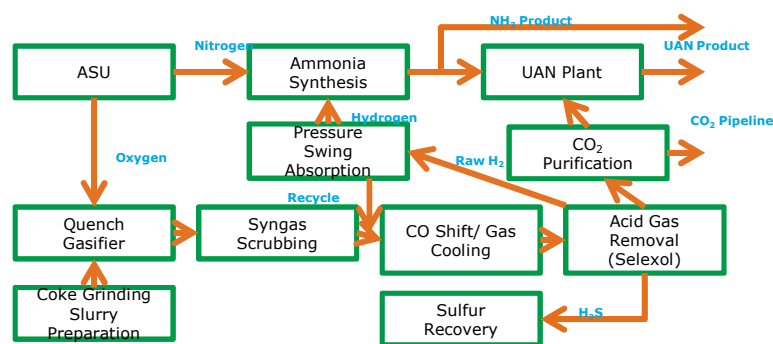 NH₃ Product
Nitrogen
UAN Product
ASU
Ammonia
Synthesis
UAN Plant
Hydrogen
CO₂ Pipeline
Pressure
Swing
Absorption
CO₂
Purification
Oxygen
Raw H₂
Recycle
Quench
Gasifier
Syngas
Scrubbing
CO Shift/ Gas
Cooling
Acid Gas
Removal
(Selexol)
Coke Grinding
Slurry
Preparation
Sulfur
Recovery
H₂S